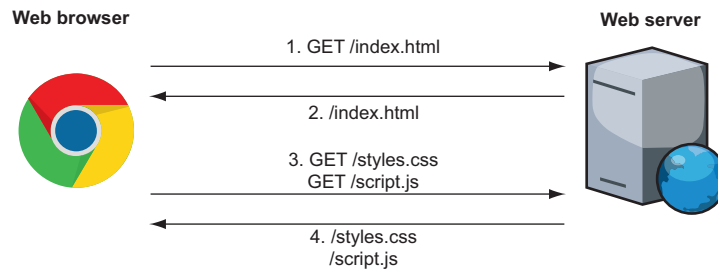 Web browser
Web server
1. GET /index.html
2. /index.html
3. GET /styles.css
GET /script.js
4. /styles.css
/script.js